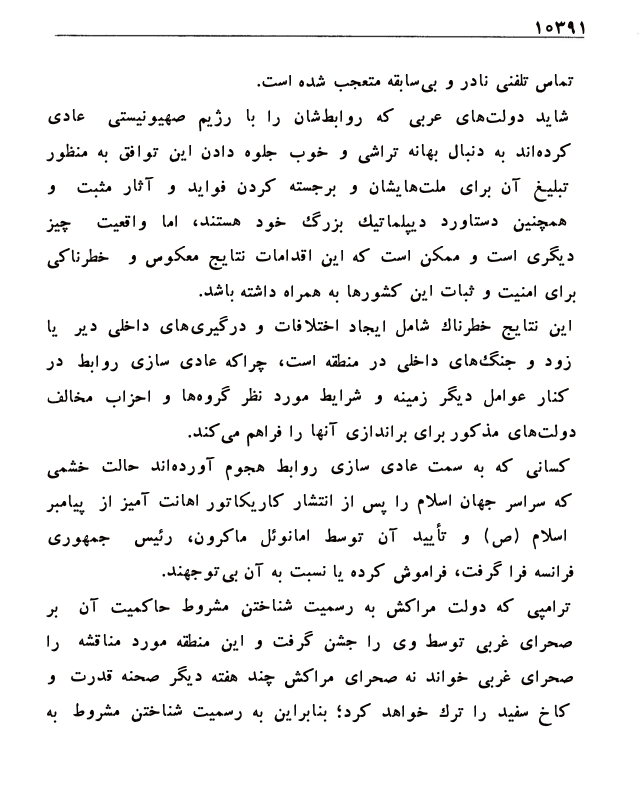 ۱۰۳۹۱
تماس تلفنی نادر و بی‌سابقه متعجب شده است.
شاید دولت‌های عربی که روابط‌شان را با رژیم صهیونیستی عادی
کرده‌اند به دنبال بهانه تراشی و خوب جلوه دادن این توافق به منظور
تبلیغ آن برای ملت‌هایشان و برجسته کردن فواید و آثار مثبت و
همچنین دستاورد دیپلماتیک بزرگ خود هستند، اما واقعیت چیز
دیگری است و ممکن است که این اقدامات نتایج معکوس و خطرناکی
برای امنیت و ثبات این کشورها به همراه داشته باشد.
این نتایج خطرناک شامل ایجاد اختلافات و درگیری‌های داخلی دیر یا
زود و جنگ‌های داخلی در منطقه است، چراکه عادی سازی روابط در
کنار عوامل دیگر زمینه و شرایط مورد نظر گروه‌ها و احزاب مخالف
دولت‌های مذکور برای براندازی آنها را فراهم می‌کند.
کسانی که به سمت عادی سازی روابط هجوم آورده‌اند حالت خشمی
که سراسر جهان اسلام را پس از انتشار کاریکاتور اهانت آمیز از پیامبر
اسلام (ص) و تأیید آن توسط امانوئل ماکرون، رئیس جمهوری
فرانسه فرا گرفت، فراموش کرده یا نسبت به آن بی‌توجهند.
ترامپی که دولت مراکش به رسمیت شناختن مشروط حاکمیت آن بر
صحرای غربی توسط وی را جشن گرفت و این منطقه مورد مناقشه را
صحرای غربی خواند نه صحرای مراکش چند هفته دیگر صحنه قدرت و
کاخ سفید را ترک خواهد کرد؛ بنابراین به رسمیت شناختن مشروط به